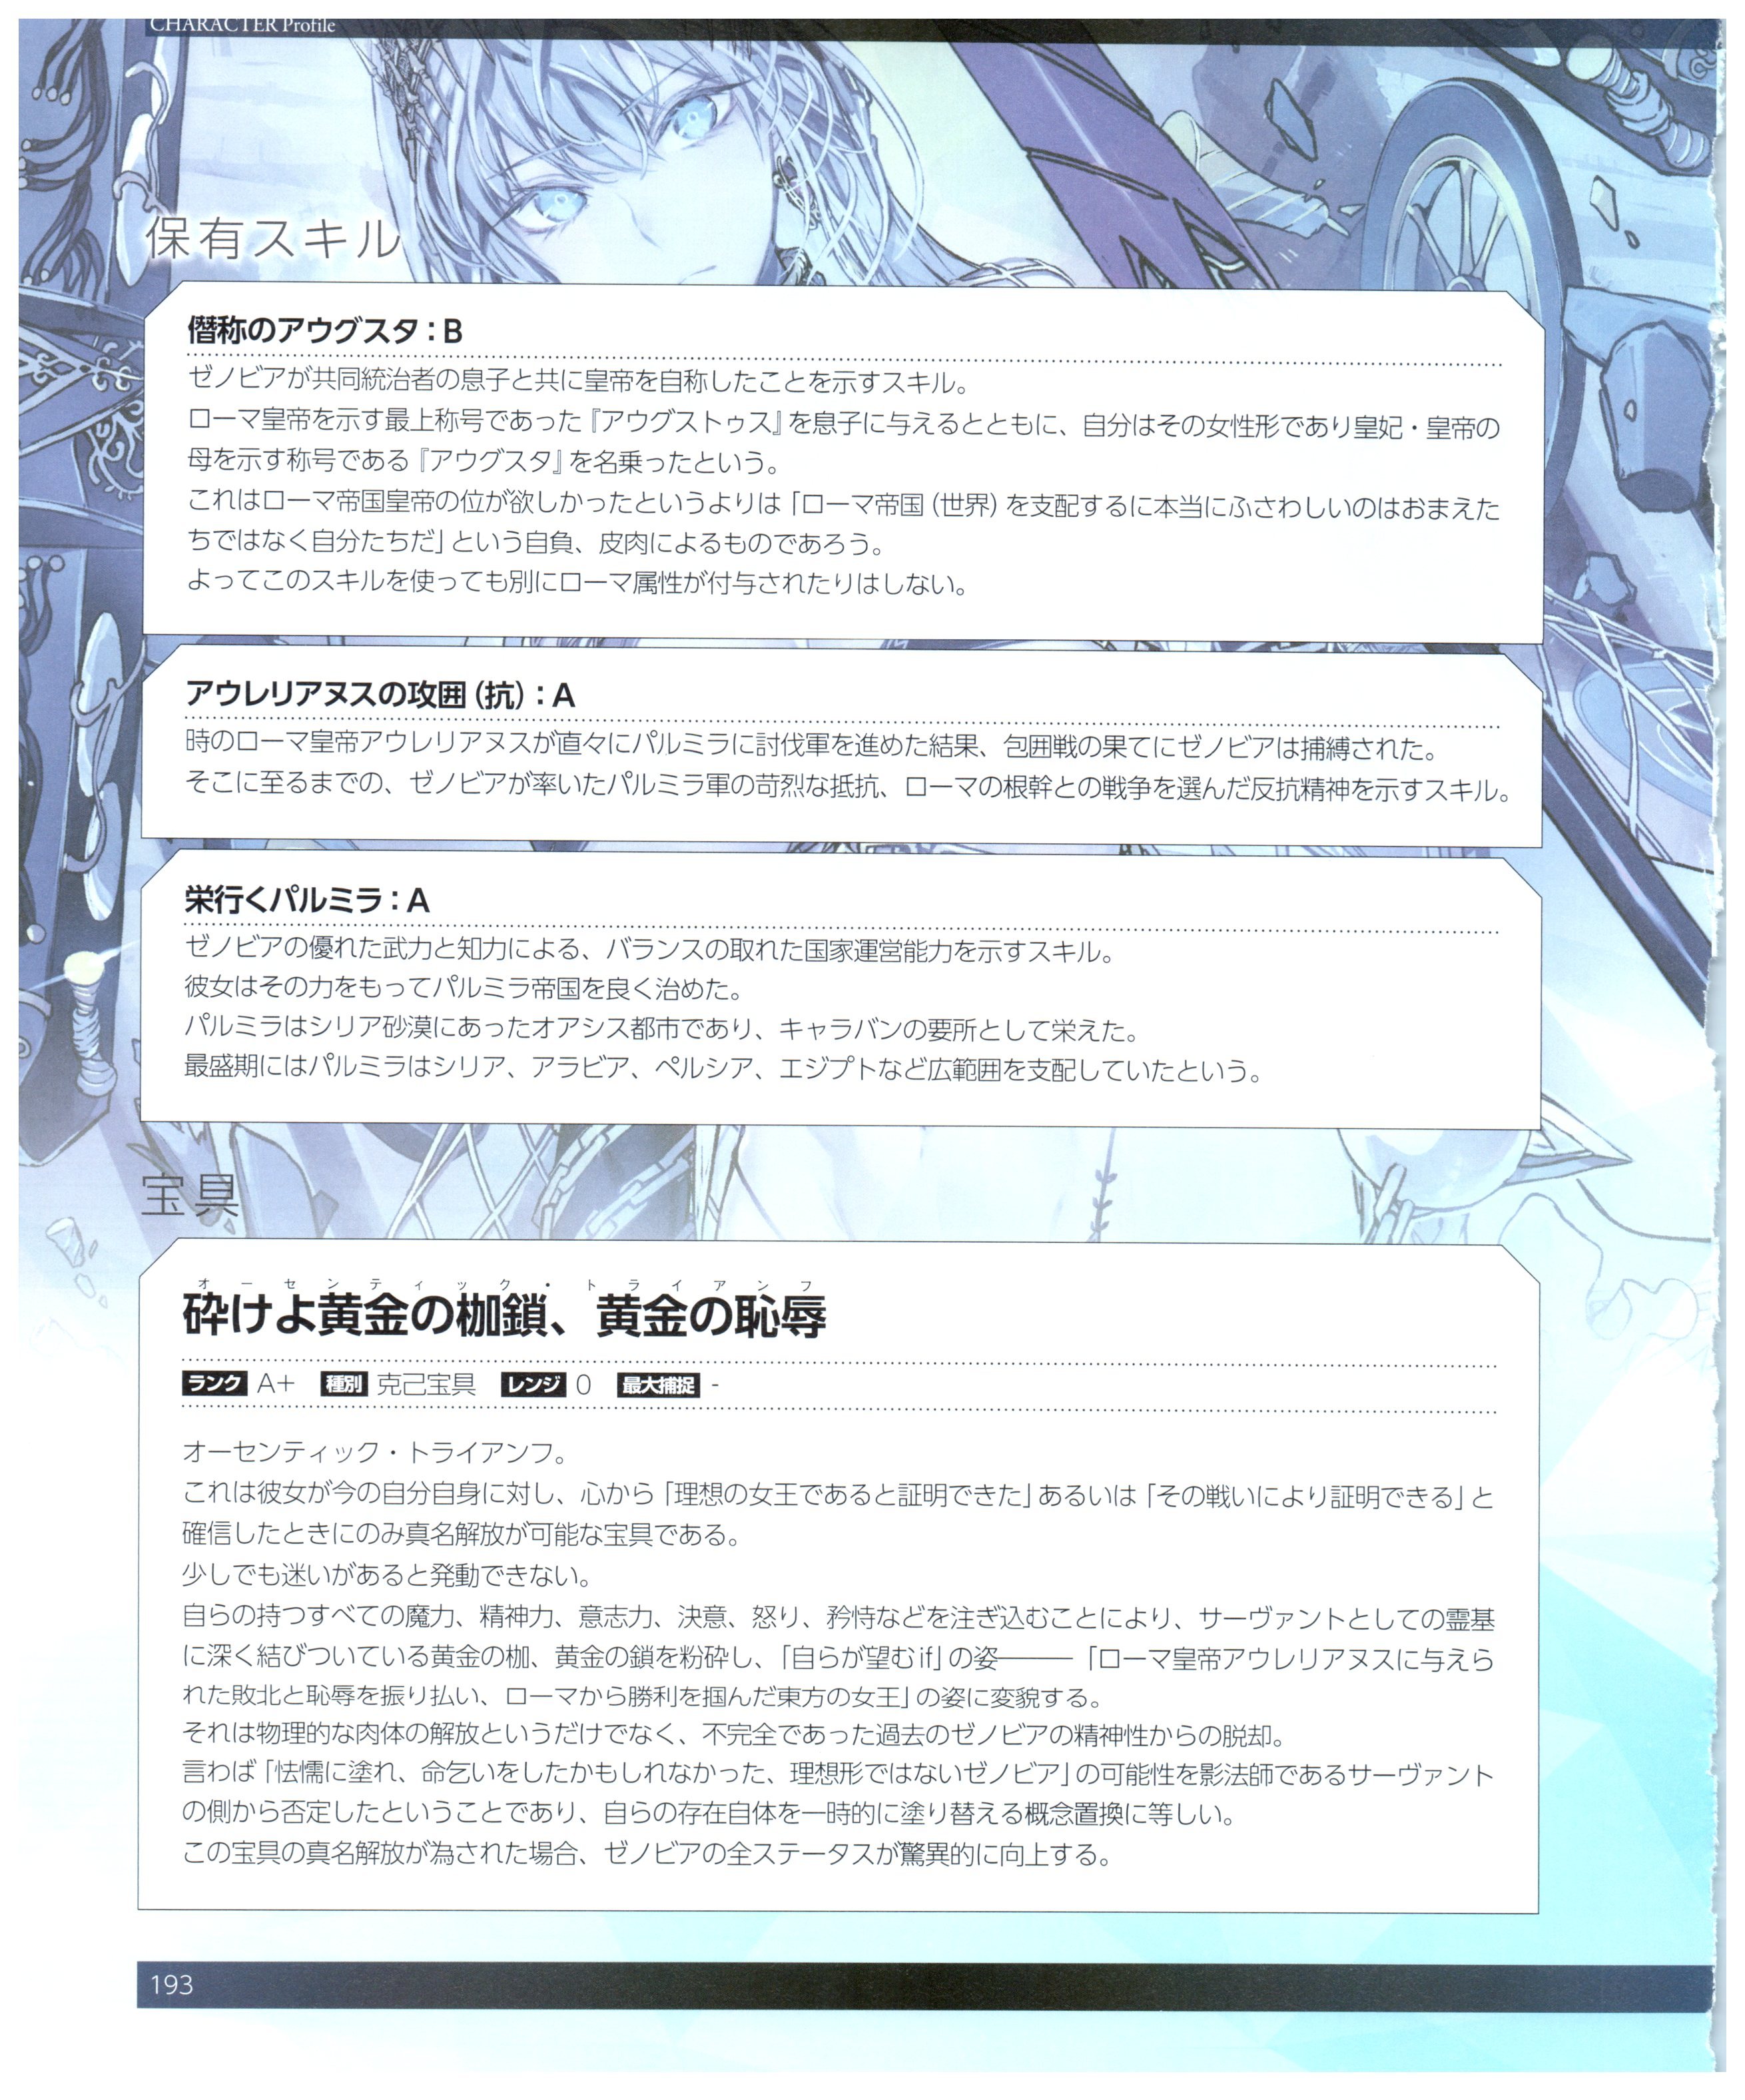 CHARACTER Profile
保有スキル
僭称のアウグスタ：B
ゼノビアが共同統治者の息子と共に皇帝を自称したことを示すスキル。
ローマ皇帝を示す最上称号であった『アウグストゥス』を息子に与えるとともに、自分はその女性形であり皇妃・皇帝の
母を示す称号である『アウグスタ』を名乗ったという。
これはローマ帝国皇帝の位が欲しかったというよりは「ローマ帝国（世界）を支配するに本当にふさわしいのはおまえた
ちではなく自分たちだ」という自負、皮肉によるものであろう。
よってこのスキルを使っても別にローマ属性が付与されたりはしない。
アウレリアヌスの攻囲（抗）：A
時のローマ皇帝アウレリアヌスが直々にパルミラに討伐軍を進めた結果、包囲戦の果てにゼノビアは捕縛された。
そこに至るまでの、ゼノビアが率いたパルミラ軍の苛烈な抵抗、ローマの根幹との戦争を選んだ反抗精神を示すスキル。
栄行くパルミラ：A
ゼノビアの優れた武力と知力による、バランスの取れた国家運営能力を示すスキル。
彼女はその力をもってパルミラ帝国を良く治めた。
パルミラはシリア砂漠にあったオアシス都市であり、キャラバンの要所として栄えた。
最盛期にはパルミラはシリア、アラビア、ペルシア、エジプトなど広範囲を支配していたという。
宝具
オーセンティック・トライアンフ
砕けよ黄金の枷鎖、黄金の恥辱
ランク A+ 種別 克己宝具 レンジ 0 最大捕捉 -
オーセンティック・トライアンフ。
これは彼女が今の自分自身に対し、心から「理想の女王であると証明できた」あるいは「その戦いにより証明できる」と
確信したときにのみ真名解放が可能な宝具である。
少しでも迷いがあると発動できない。
自らの持つすべての魔力、精神力、意志力、決意、怒り、矜恃などを注ぎ込むことにより、サーヴァントとしての霊基
に深く結びついている黄金の枷、黄金の鎖を粉砕し、「自らが望むif」の姿———「ローマ皇帝アウレリアヌスに与えら
れた敗北と恥辱を振り払い、ローマから勝利を掴んだ東方の女王」の姿に変貌する。
それは物理的な肉体の解放というだけでなく、不完全であった過去のゼノビアの精神性からの脱却。
言わば「怯懦に塗れ、命乞いをしたかもしれなかった、理想形ではないゼノビア」の可能性を影法師であるサーヴァント
の側から否定したということであり、自らの存在自体を一時的に塗り替える概念置換に等しい。
この宝具の真名解放が為された場合、ゼノビアの全ステータスが驚異的に向上する。
193